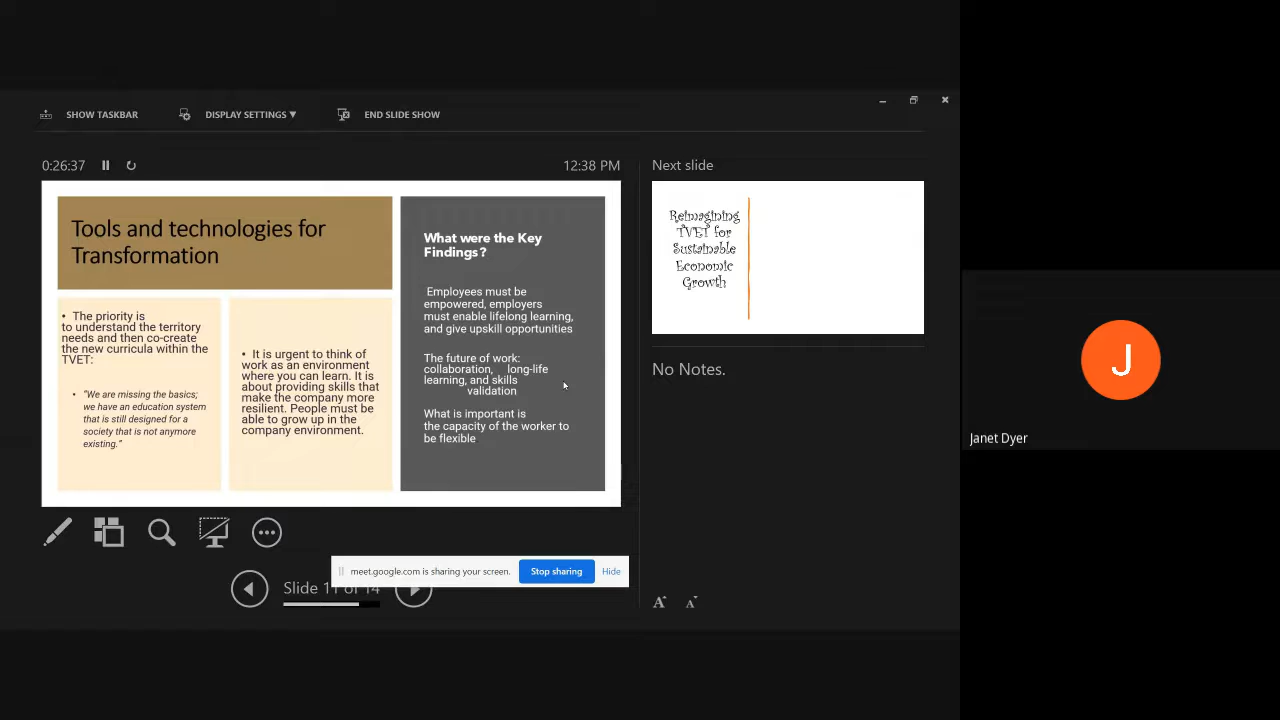 SHOW TASKBAR
DISPLAY SETTINGS ▾
END SLIDE SHOW
0:26:37
12:38 PM
Next slide
Tools and technologies for
Transformation
• The priority is
to understand the territory
needs and then co-create
the new curricula within the
TVET:
• "We are missing the basics;
we have an education system
that is still designed for a
society that is not anymore
existing."
• It is urgent to think of
work as an environment
where you can learn. It is
about providing skills that
make the company more
resilient. People must be
able to grow up in the
company environment.
What were the Key
Findings?
Employees must be
empowered, employers
must enable lifelong learning,
and give upskill opportunities
The future of work:
collaboration, long-life
learning, and skills
validation
What is important is
the capacity of the worker to
be flexible
Reimagining
TVET for
Sustainable
Economic
Growth
No Notes.
J
Janet Dyer
meet.google.com is sharing your screen.
Stop sharing
Hide
Slide 11 of 14
A
A